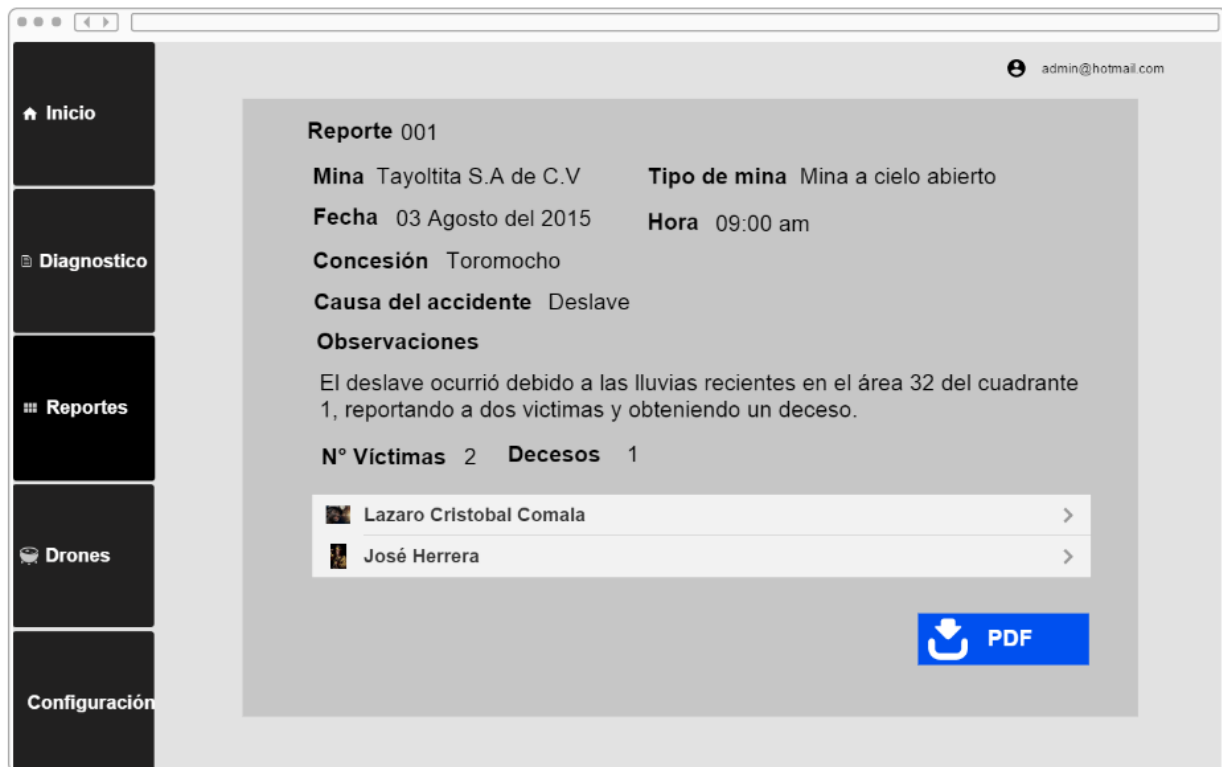 admin@hotmail.com
Inicio
Diagnostico
Reportes
Drones
Configuración
Reporte 001
Mina Tayoltita S.A de C.V Tipo de mina Mina a cielo abierto
Fecha 03 Agosto del 2015 Hora 09:00 am
Concesión Toromocho
Causa del accidente Deslave
Observaciones
El deslave ocurrió debido a las lluvias recientes en el área 32 del cuadrante
1, reportando a dos victimas y obteniendo un deceso.
N° Víctimas 2 Decesos 1
Lazaro Cristobal Comala
José Herrera
PDF